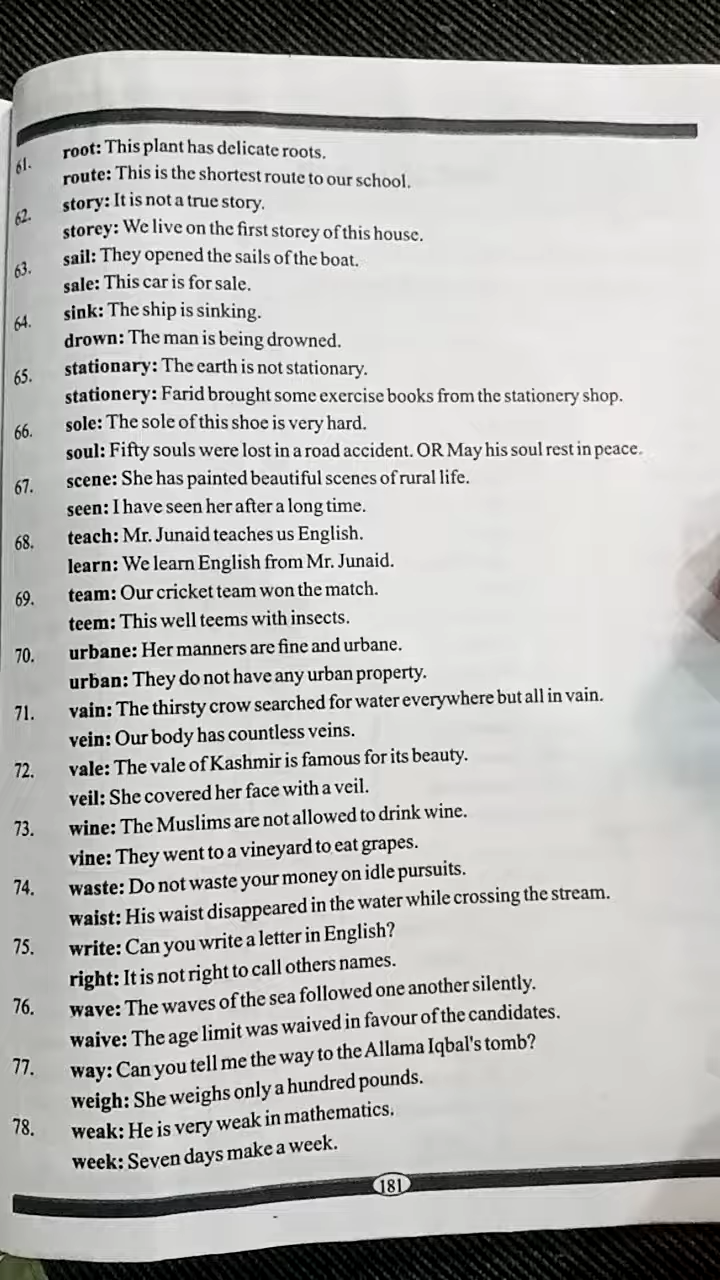 61. root: This plant has delicate roots.
route: This is the shortest route to our school.
62. story: It is not a true story.
storey: We live on the first storey of this house.
63. sail: They opened the sails of the boat.
sale: This car is for sale.
64. sink: The ship is sinking.
drown: The man is being drowned.
65. stationary: The earth is not stationary.
stationery: Farid brought some exercise books from the stationery shop.
66. sole: The sole of this shoe is very hard.
soul: Fifty souls were lost in a road accident. OR May his soul rest in peace.
67. scene: She has painted beautiful scenes of rural life.
seen: I have seen her after a long time.
68. teach: Mr. Junaid teaches us English.
learn: We learn English from Mr. Junaid.
69. team: Our cricket team won the match.
teem: This well teems with insects.
70. urbane: Her manners are fine and urbane.
urban: They do not have any urban property.
71. vain: The thirsty crow searched for water everywhere but all in vain.
vein: Our body has countless veins.
72. vale: The vale of Kashmir is famous for its beauty.
veil: She covered her face with a veil.
73. wine: The Muslims are not allowed to drink wine.
vine: They went to a vineyard to eat grapes.
74. waste: Do not waste your money on idle pursuits.
waist: His waist disappeared in the water while crossing the stream.
75. write: Can you write a letter in English?
right: It is not right to call others names.
76. wave: The waves of the sea followed one another silently.
waive: The age limit was waived in favour of the candidates.
77. way: Can you tell me the way to the Allama Iqbal's tomb?
weigh: She weighs only a hundred pounds.
78. weak: He is very weak in mathematics.
week: Seven days make a week.
181